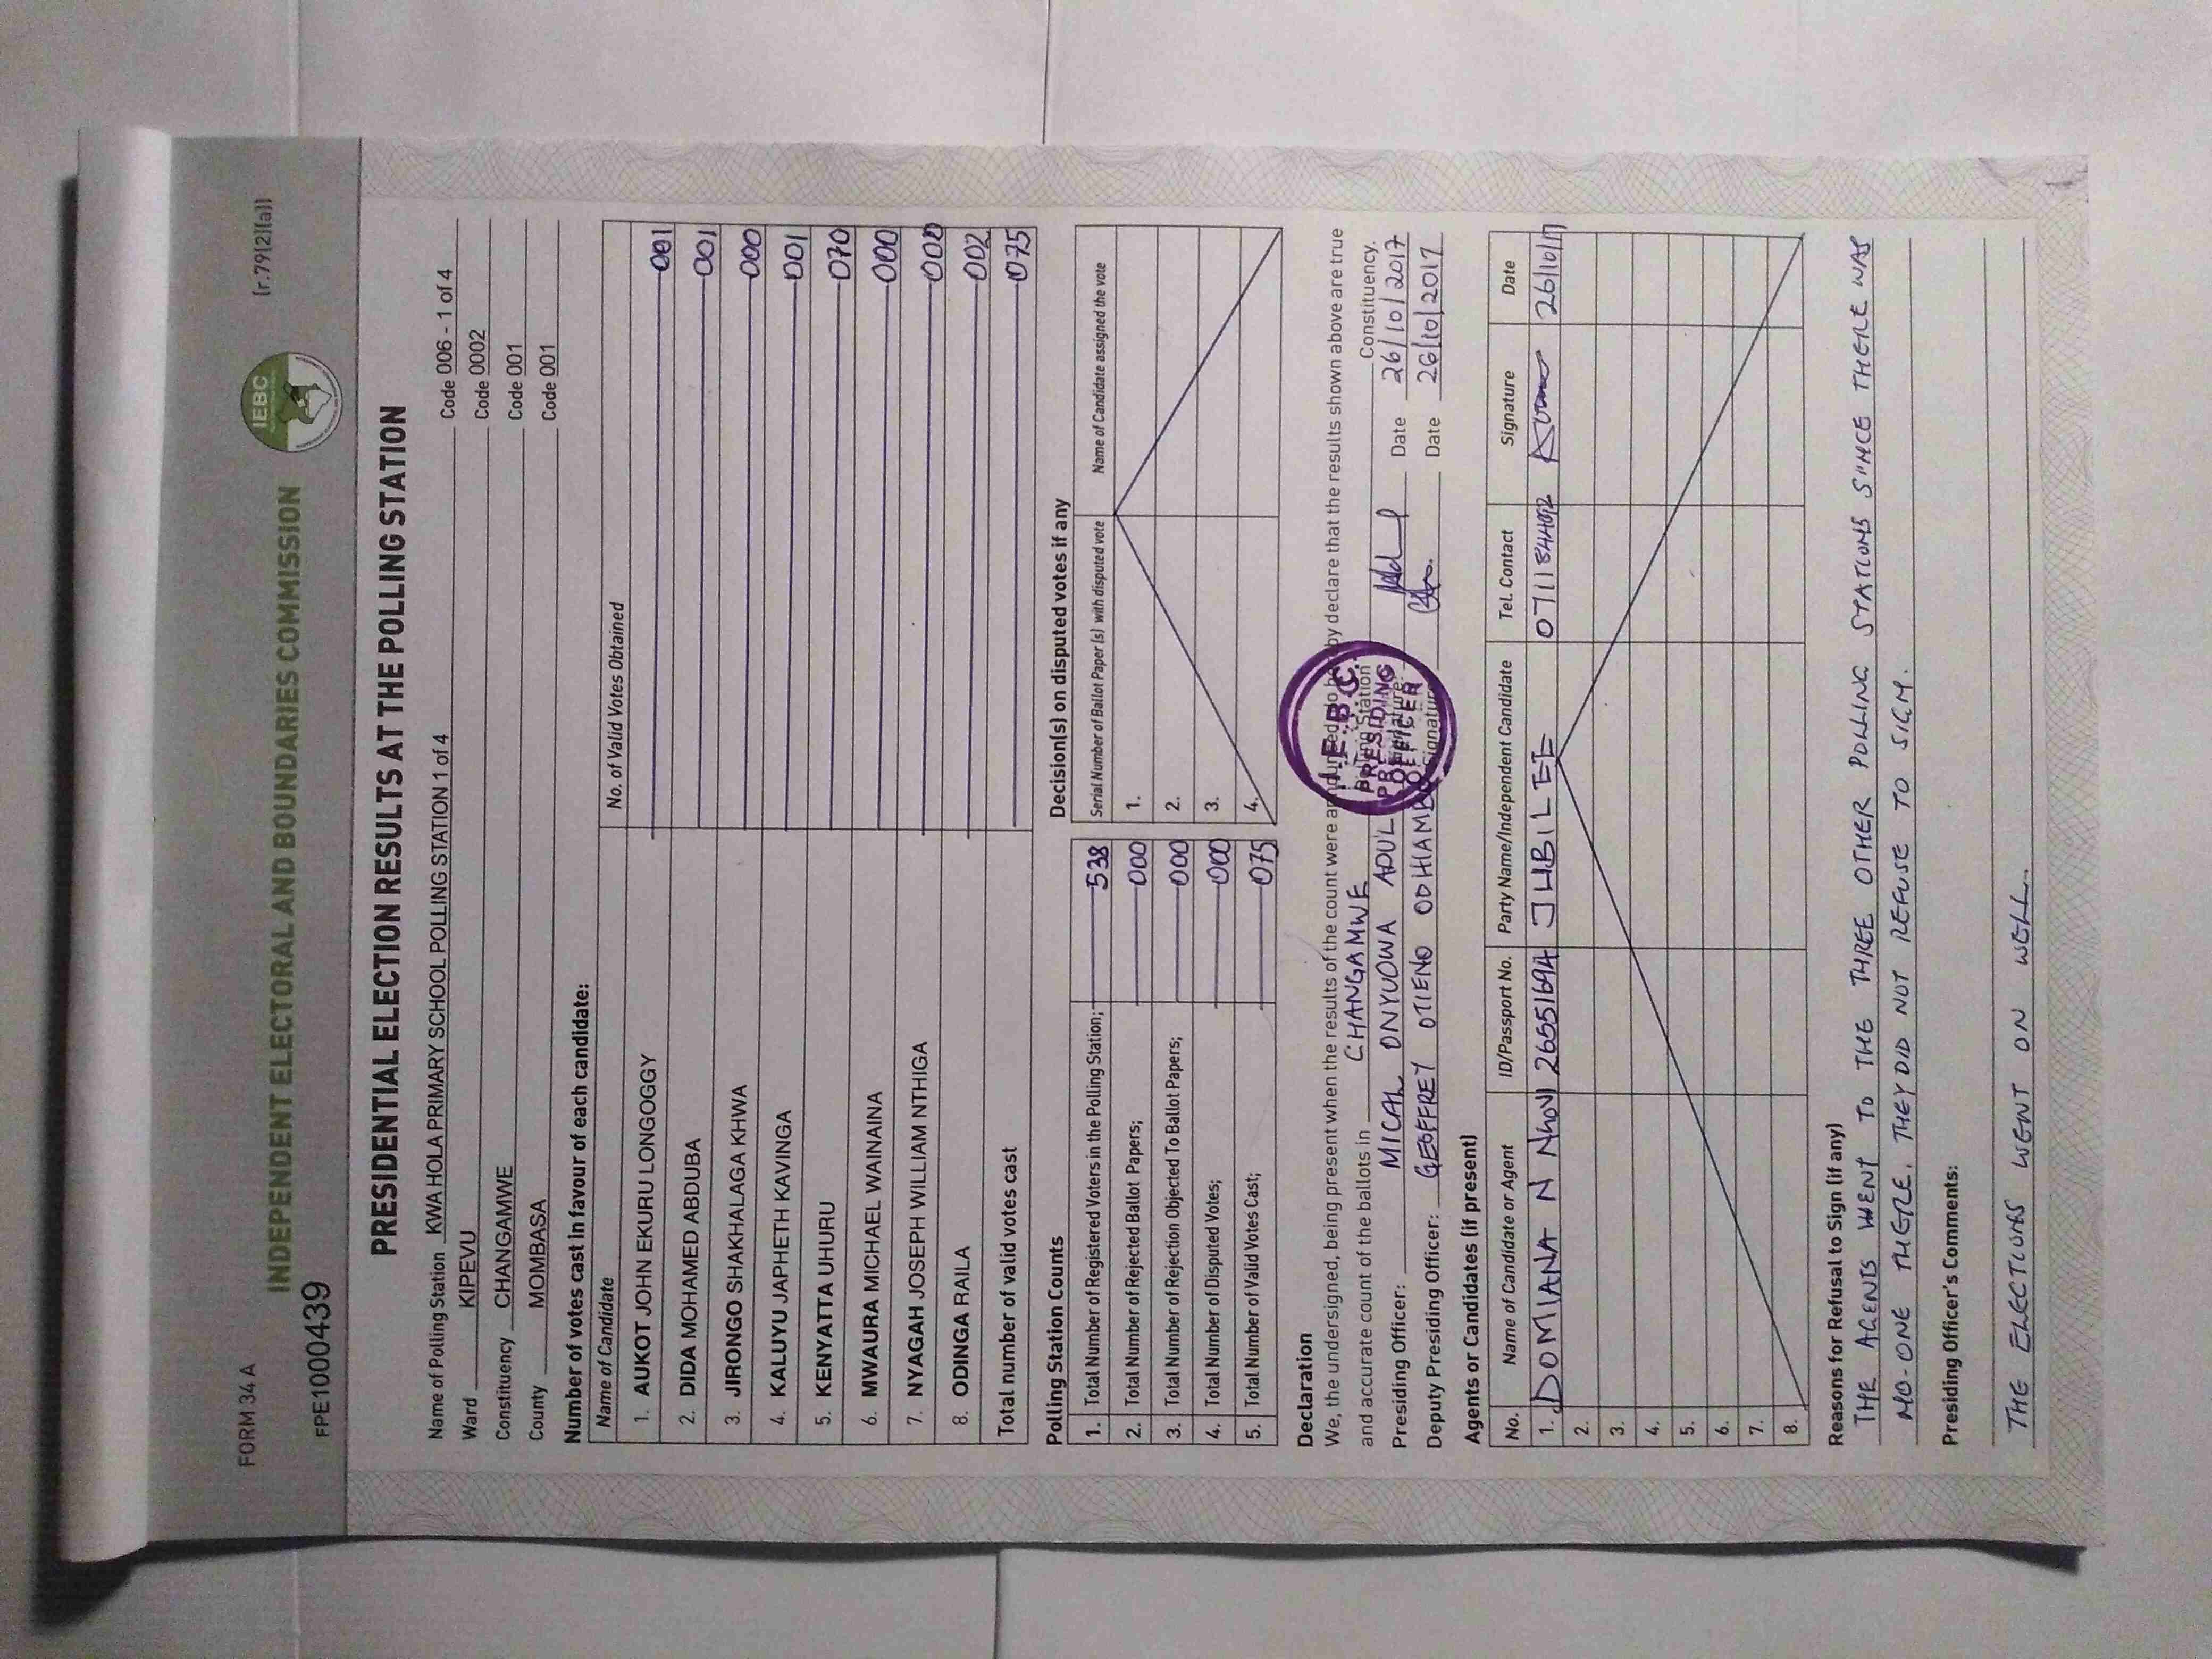 FORM 34 A
(r.79(2)(a))
IEBC
INDEPENDENT ELECTORAL AND BOUNDARIES COMMISSION
FPE1000439
PRESIDENTIAL ELECTION RESULTS AT THE POLLING STATION
Name of Polling Station KWA HOLA PRIMARY SCHOOL POLLING STATION 1 of 4 Code 006 - 1 of 4
Ward KIPEVU Code 0002
Constituency CHANGAMWE Code 001
County MOMBASA Code 001
Number of votes cast in favour of each candidate:
Name of Candidate No. of Valid Votes Obtained
1. AUKOT JOHN EKURU LONGOGGY 001
2. DIDA MOHAMED ABDUBA 001
3. JIRONGO SHAKHALAGA KHWA 000
4. KALUYU JAPHETH KAVINGA 001
5. KENYATTA UHURU 070
6. MWAURA MICHAEL WAINAINA 000
7. NYAGAH JOSEPH WILLIAM NTHIGA 000
8. ODINGA RAILA 002
Total number of valid votes cast 075
Polling Station Counts
1. Total Number of Registered Voters in the Polling Station; 538
2. Total Number of Rejected Ballot Papers; 000
3. Total Number of Rejection Objected To Ballot Papers; 000
4. Total Number of Disputed Votes; 000
5. Total Number of Valid Votes Cast; 075
Decision(s) on disputed votes if any
Serial Number of Ballot Paper (s) with disputed vote Name of Candidate assigned the vote
1.
2.
3.
4.
Declaration
We, the undersigned, being present when the results of the count were announced, do hereby declare that the results shown above are true
and accurate count of the ballots in CHANGAMWE Polling Station Constituency.
Presiding Officer: MICAL ONYUOWA ADUL Signature: Date 26/10/2017
Deputy Presiding Officer: GEOFFREY OTIENO ODHIAMBO Signature: Date 26/10/2017
I.E.B.C.
PRESIDING
OFFICER
Agents or Candidates (if present)
No. Name of Candidate or Agent ID/Passport No. Party Name/Independent Candidate Tel. Contact Signature Date
1. DOMIANA N 26551694 JUBILEE 26/10/17
2.
3.
4.
5.
6.
7.
8.
Reasons for Refusal to Sign (if any)
THE AGENTS WENT TO THE THREE OTHER POLLING STATIONS SINCE THERE WAS
NO-ONE THERE. THEY DID NOT REFUSE TO SIGN.
Presiding Officer's Comments:
THE ELECTIONS WENT ON WELL.